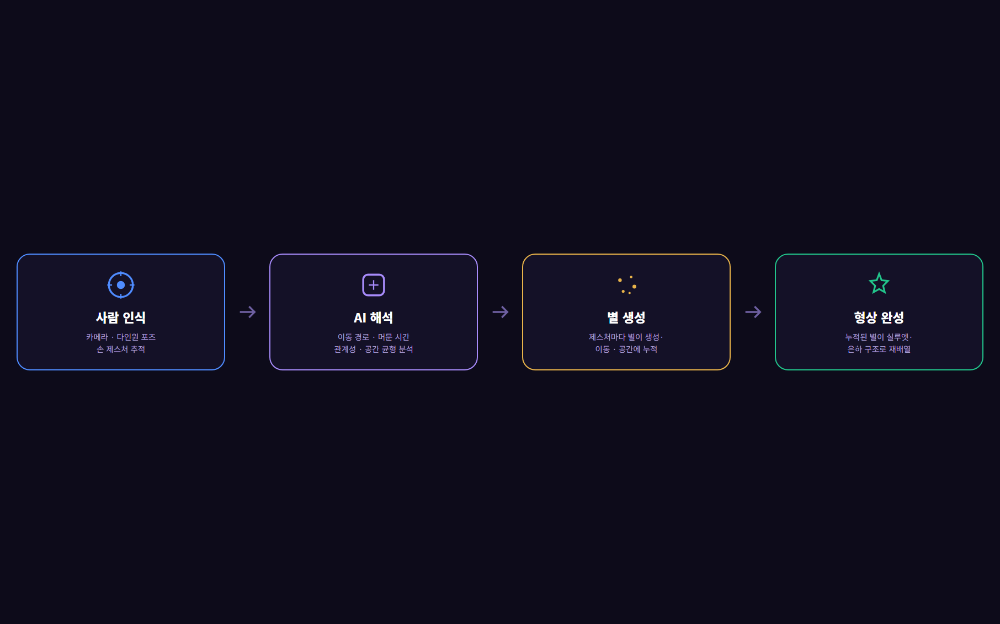 사람 인식
카메라 · 다인원 포즈
손 제스처 추적
AI 해석
이동 경로 · 머문 시간
관계성 · 공간 균형 분석
별 생성
제스처마다 별이 생성·
이동 · 공간에 누적
형상 완성
누적된 별이 실루엣·
은하 구조로 재배열